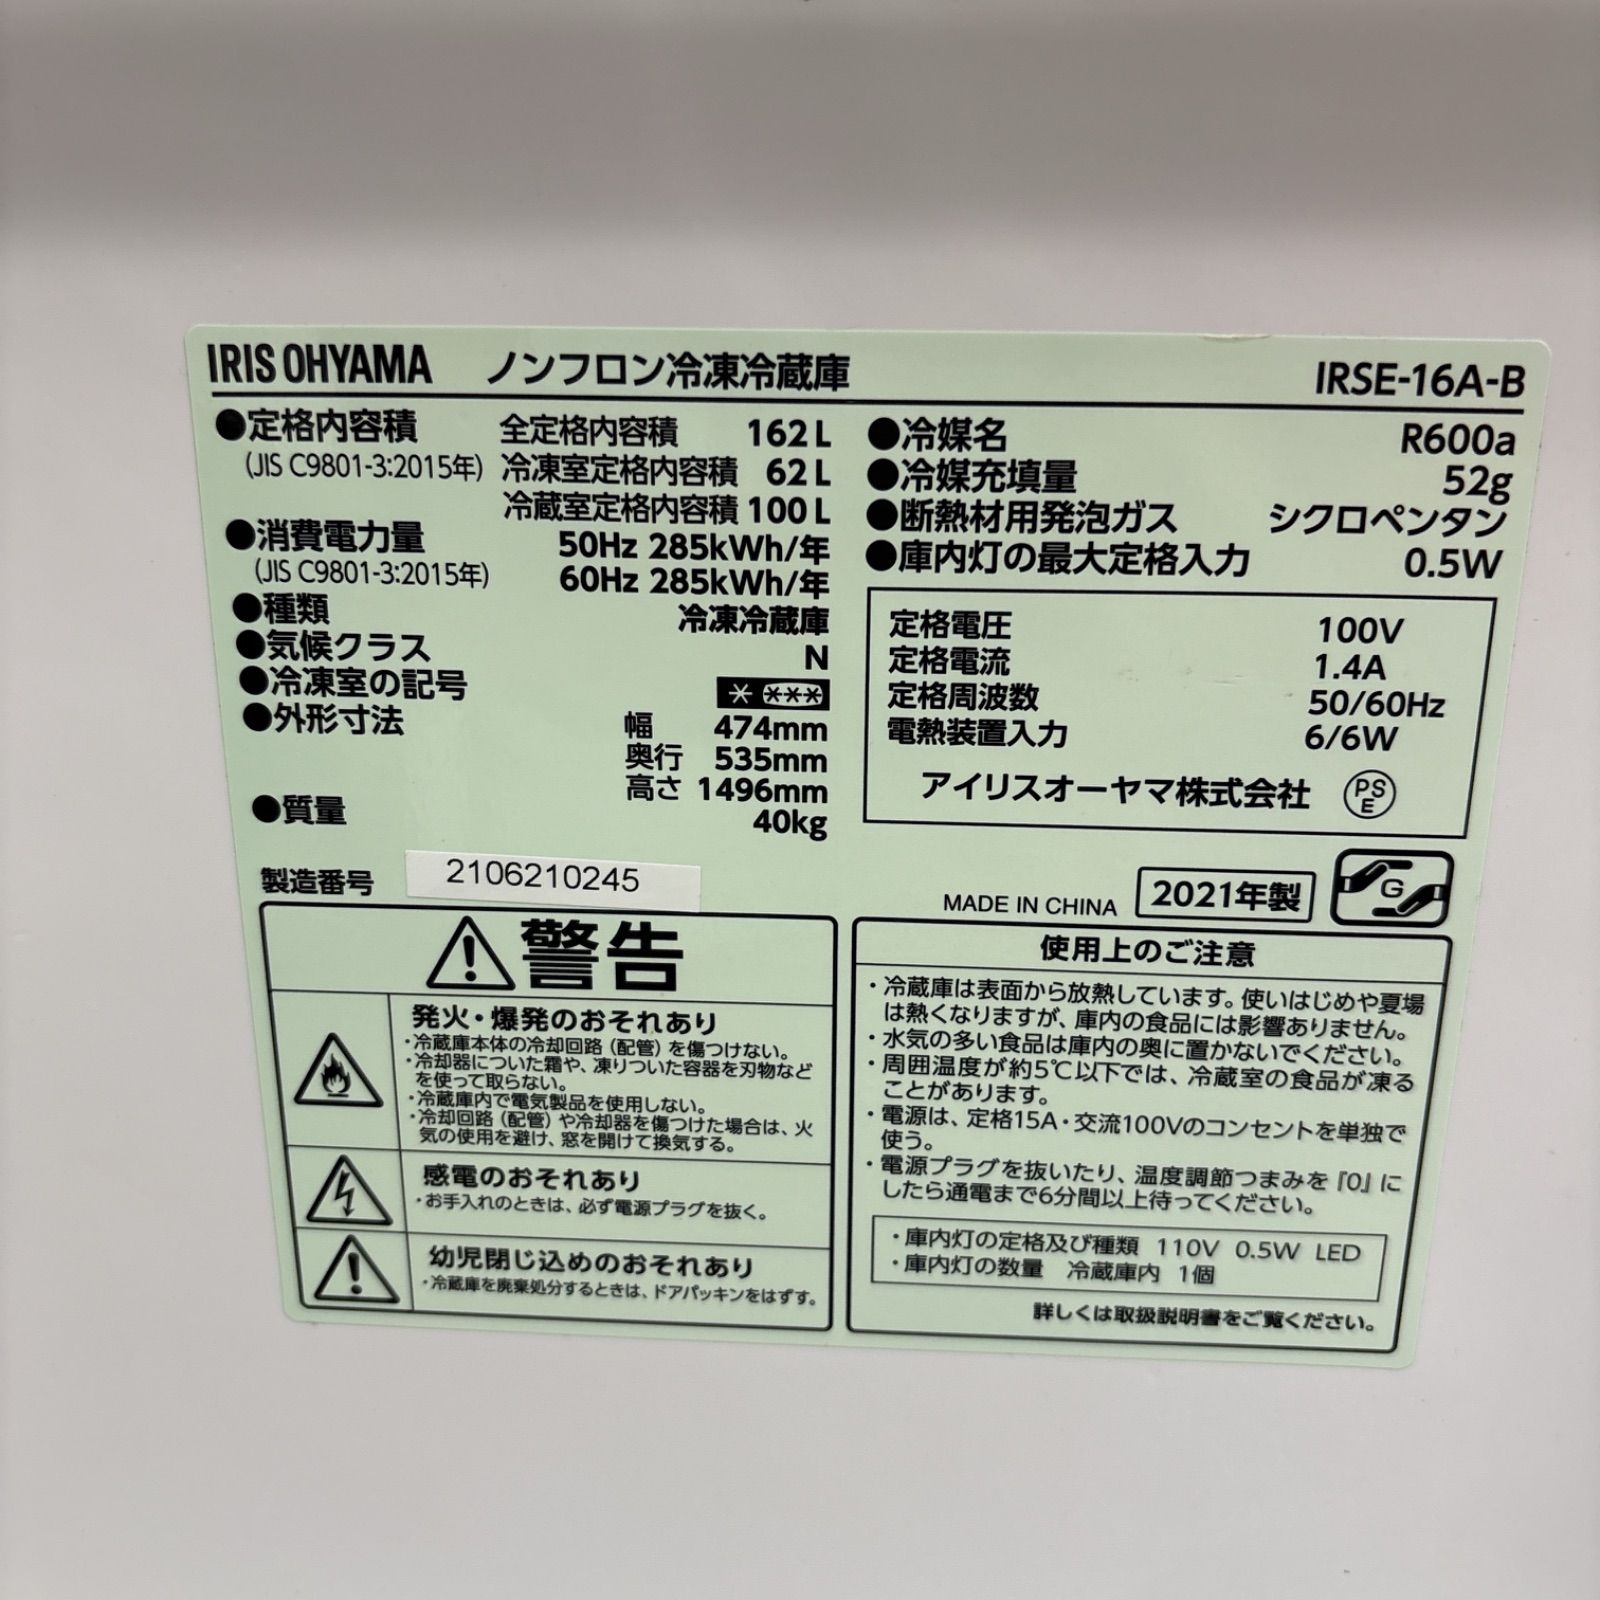 IRIS OHYAMA ノンフロン冷凍冷蔵庫 IRSE-16A-B
●定格内容積 全定格内容積 162L
(JIS C9801-3:2015年) 冷凍室定格内容積 62L
冷蔵室定格内容積 100L
●消費電力量 50Hz 285kWh/年
(JIS C9801-3:2015年) 60Hz 285kWh/年
●種類 冷凍冷蔵庫
●気候クラス N
●冷凍室の記号 * ***
●外形寸法 幅 474mm
奥行 535mm
高さ 1496mm
●質量 40kg
製造番号 2106210245
●冷媒名 R600a
●冷媒充填量 52g
●断熱材用発泡ガス シクロペンタン
●庫内灯の最大定格入力 0.5W
定格電圧 100V
定格電流 1.4A
定格周波数 50/60Hz
電熱装置入力 6/6W
アイリスオーヤマ株式会社 PSE
MADE IN CHINA 2021年製 G
警告
発火・爆発のおそれあり
・冷蔵庫本体の冷却回路(配管)を傷つけない。
・冷却器についた霜や、凍りついた容器を刃物など
を使って取らない。
・冷蔵庫内で電気製品を使用しない。
・冷却回路(配管)や冷却器を傷つけた場合は、火
気の使用を避け、窓を開けて換気する。
感電のおそれあり
・お手入れのときは、必ず電源プラグを抜く。
幼児閉じ込めのおそれあり
・冷蔵庫を廃棄処分するときは、ドアパッキンをはずす。
使用上のご注意
・冷蔵庫は表面から放熱しています。使いはじめや夏場
は熱くなりますが、庫内の食品には影響ありません。
・水気の多い食品は庫内の奥に置かないでください。
・周囲温度が約5℃以下では、冷蔵室の食品が凍る
ことがあります。
・電源は、定格15A・交流100Vのコンセントを単独で
使う。
・電源プラグを抜いたり、温度調節つまみを『0』に
したら通電まで6分間以上待ってください。
・庫内灯の定格及び種類 110V 0.5W LED
・庫内灯の数量 冷蔵庫内 1個
詳しくは取扱説明書をご覧ください。